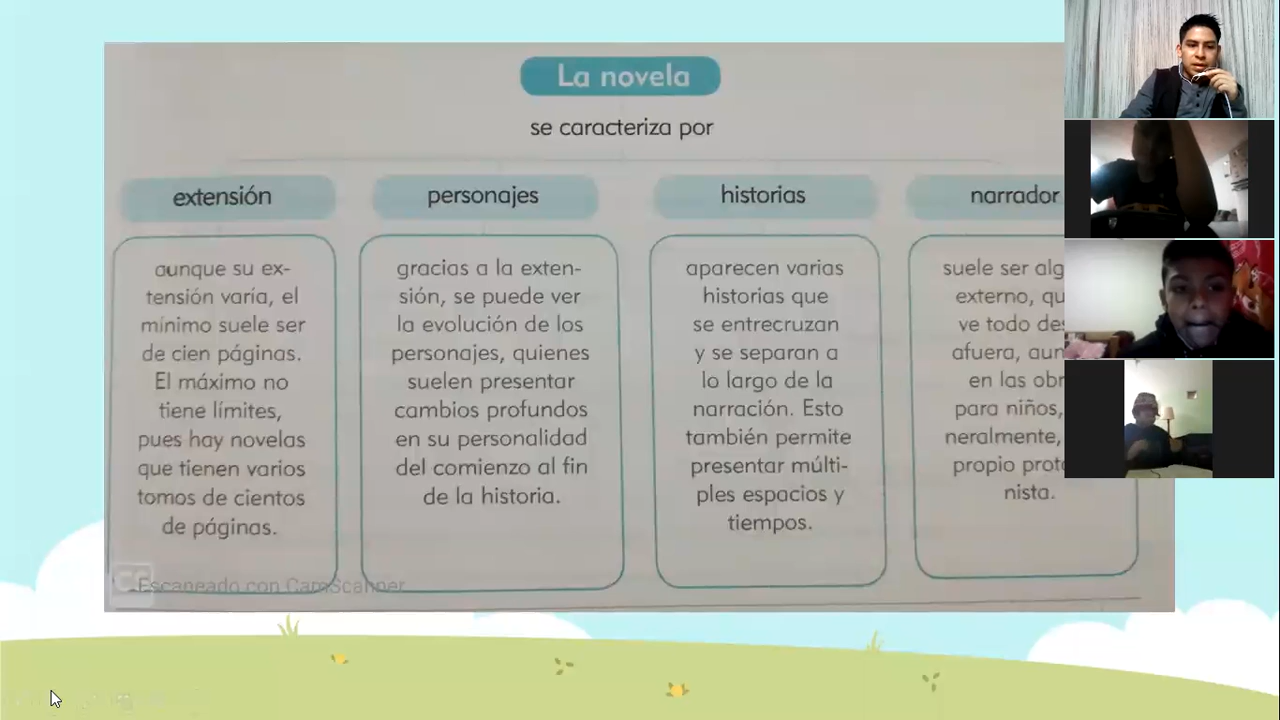 La novela
se caracteriza por
extensión
aunque su ex-
tensión varía, el
mínimo suele ser
de cien páginas.
El máximo no
tiene límites,
pues hay novelas
que tienen varios
tomos de cientos
de páginas.
personajes
gracias a la exten-
sión, se puede ver
la evolución de los
personajes, quienes
suelen presentar
cambios profundos
en su personalidad
del comienzo al fin
de la historia.
historias
aparecen varias
historias que
se entrecruzan
y se separan a
lo largo de la
narración. Esto
también permite
presentar múlti-
ples espacios y
tiempos.
narrador
suele ser
externo,
ve todo
afuera,
en las
para niños,
neralmente,
propio
nista.
CS Escaneado con CamScanner